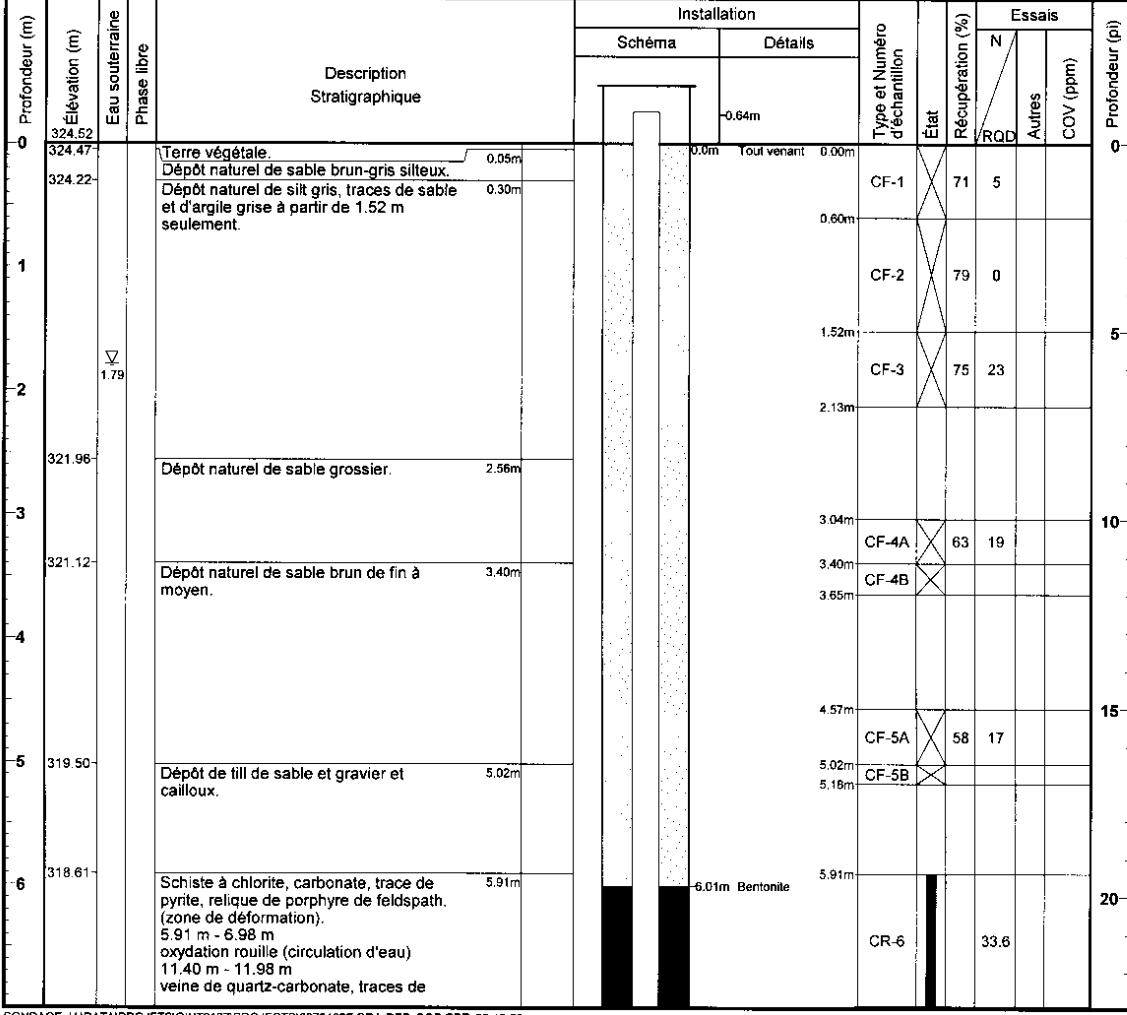 Profondeur (m)
Élévation (m)
Eau souterraine
Phase libre
Description
Stratigraphique
Installation
Schéma
Détails
Type et Numéro
d'échantillon
État
Récupération (%)
Essais
N
RQD
Autres
COV (ppm)
Profondeur (pi)
-0.64m
324.52
0
324.47
Terre végétale.
0.05m
0.0m Tout venant 0.00m
0
Dépôt naturel de sable brun-gris silteux.
324.22
Dépôt naturel de silt gris, traces de sable
et d'argile grise à partir de 1.52 m
seulement.
0.30m
CF-1 71 5
0.60m
1
CF-2 79 0
1.52m
5
1.79
CF-3 75 23
2
2.13m
321.96
Dépôt naturel de sable grossier.
2.56m
3
3.04m
10
CF-4A 63 19
321.12
Dépôt naturel de sable brun de fin à
moyen.
3.40m
3.40m
CF-4B
3.65m
4
4.57m
15
CF-5A 58 17
5
319.50
Dépôt de till de sable et gravier et
cailloux.
5.02m
5.02m
CF-5B
5.18m
318.61
5.91m
6
Schiste à chlorite, carbonate, trace de
pyrite, relique de porphyre de feldspath.
(zone de déformation).
5.91 m - 6.98 m
oxydation rouille (circulation d'eau)
11.40 m - 11.98 m
veine de quartz-carbonate, traces de
5.91m
6.01m Bentonite
20
CR-6 33.6